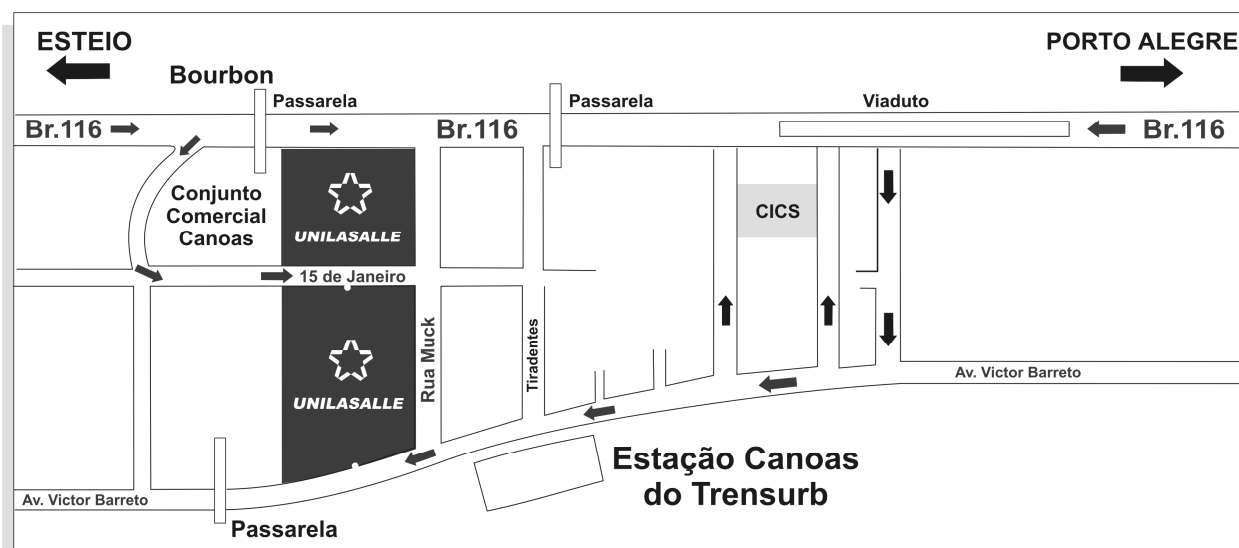 ESTEIO
PORTO ALEGRE
Bourbon
Passarela
Passarela
Viaduto
Br.116
Br.116
Br.116
Conjunto
Comercial
Canoas
UNILASALLE
CICS
15 de Janeiro
Rua Muck
Tiradentes
UNILASALLE
Av. Victor Barreto
Estação Canoas
do Trensurb
Av. Victor Barreto
Passarela